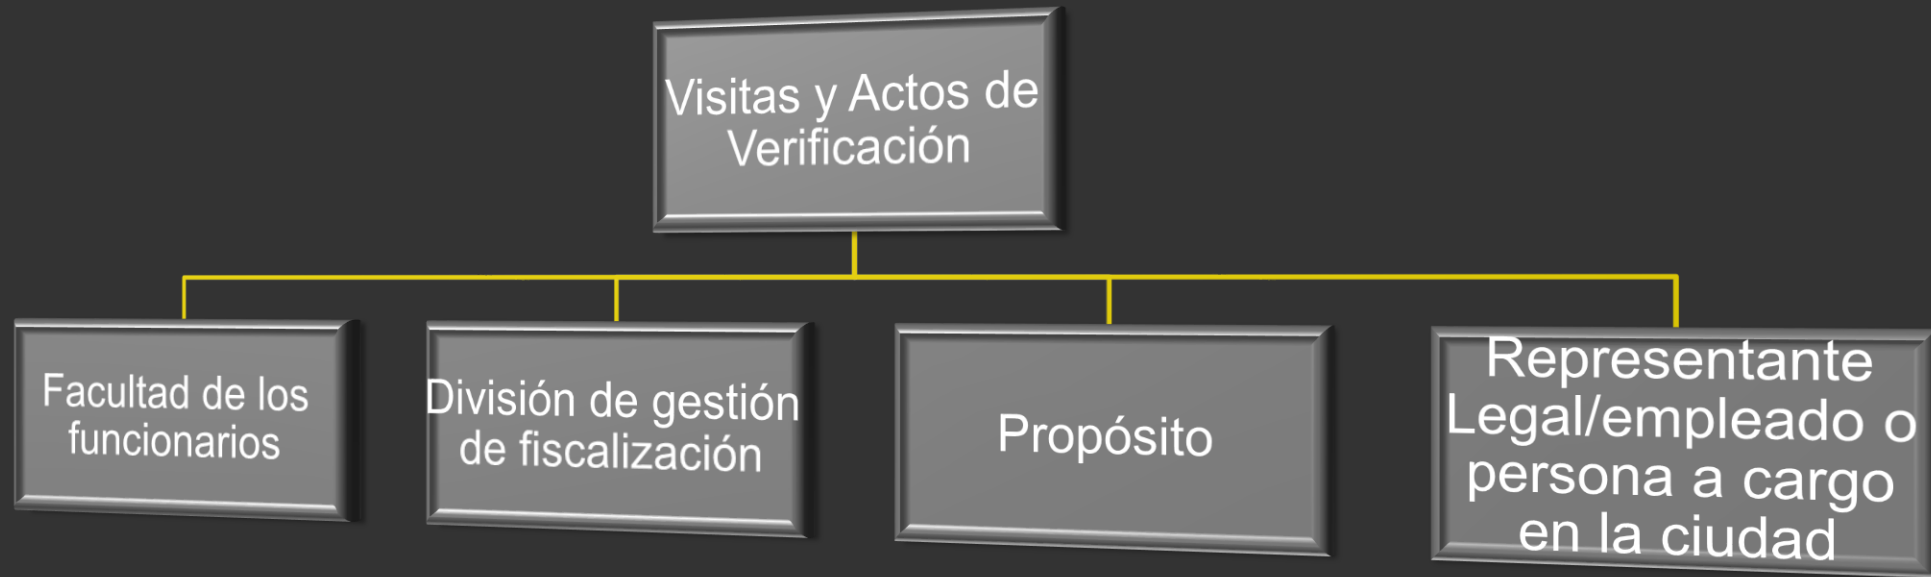 Visitas y Actos de
Verificación
Facultad de los
funcionarios
División de gestión
de fiscalización
Propósito
Representante
Legal/empleado o
persona a cargo
en la ciudad